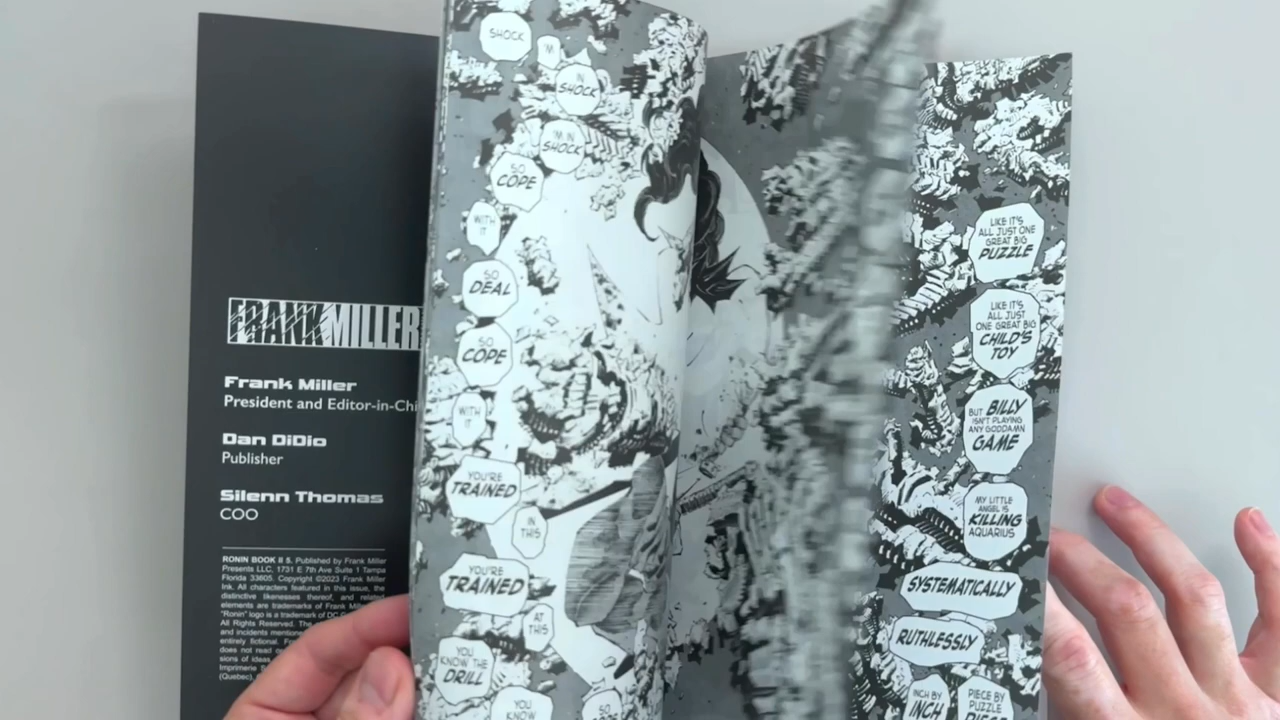 FRANK MILLER
Frank Miller
President and Editor-in-Chi
Dan DiDio
Publisher
Silenn Thomas
COO
RONIN BOOK II 5. Published by Frank Miller
Presents LLC, 1731 E 7th Ave Suite 1 Tampa
Florida 33605. Copyright ©2023 Frank Miller
Ink. All characters featured in this issue, the
distinctive likenesses thereof, and related
elements are trademarks of Frank
"Ronin" logo is a trademark of DC
All Rights Reserved. The
and incidents
entirely fictional.
does not read
sions of ideas
Imprimerie
(Quebec),
SHOCK
I'M
IN
SHOCK
I'M IN
SHOCK
SO
COPE
WITH
IT
SO
DEAL
SO
COPE
WITH
IT
YOU'RE
TRAINED
IN
THIS
YOU'RE
TRAINED
AT
THIS
YOU
KNOW THE
DRILL
YOU
KNOW
SO
LIKE IT'S
ALL JUST ONE
GREAT BIG
PUZZLE
LIKE IT'S
ALL JUST
ONE GREAT BIG
CHILD'S
TOY
BUT BILLY
ISN'T PLAYING
ANY GODDAMN
GAME
MY LITTLE
ANGEL IS
KILLING
AQUARIUS
SYSTEMATICALLY
RUTHLESSLY
INCH BY
INCH
PIECE BY
PUZZLE
PIECE